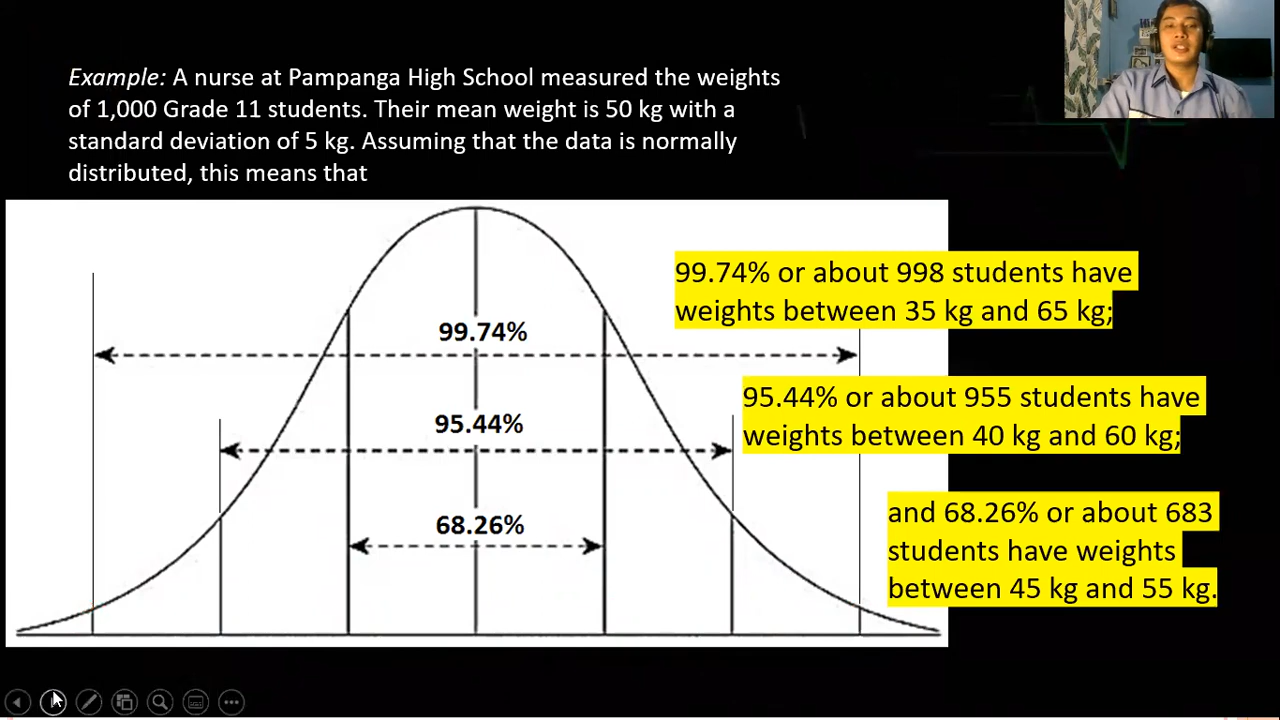 Example: A nurse at Pampanga High School measured the weights
of 1,000 Grade 11 students. Their mean weight is 50 kg with a
standard deviation of 5 kg. Assuming that the data is normally
distributed, this means that
99.74% or about 998 students have
weights between 35 kg and 65 kg;
99.74%
95.44% or about 955 students have
weights between 40 kg and 60 kg;
95.44%
and 68.26% or about 683
students have weights
between 45 kg and 55 kg.
68.26%